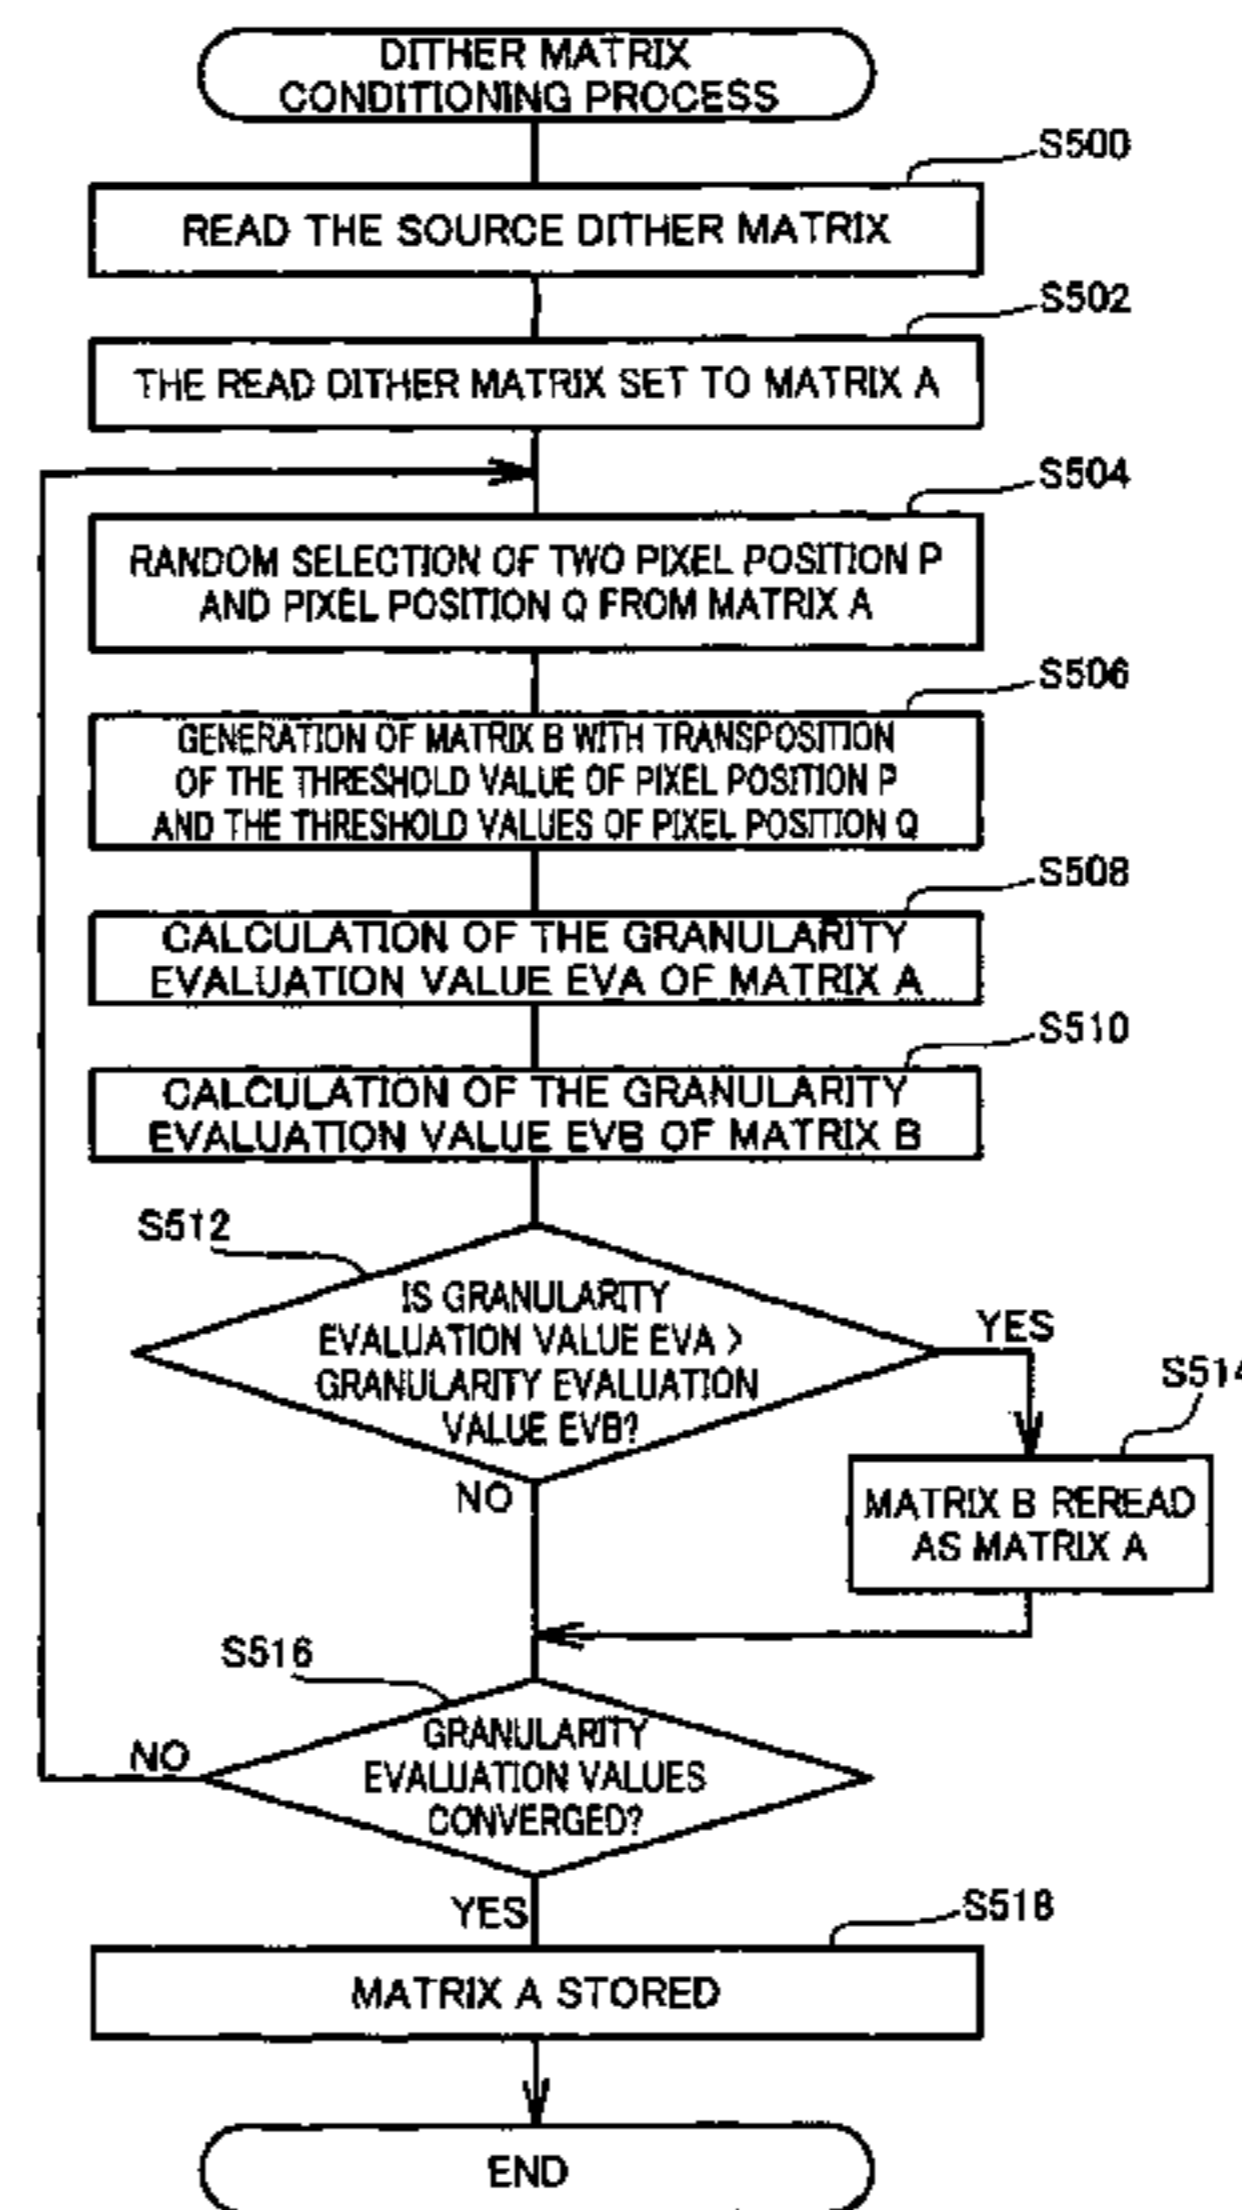 DITHER MATRIX
CONDITIONING PROCESS
S500
READ THE SOURCE DITHER MATRIX
S502
THE READ DITHER MATRIX SET TO MATRIX A
S504
RANDOM SELECTION OF TWO PIXEL POSITION P
AND PIXEL POSITION Q FROM MATRIX A
S506
GENERATION OF MATRIX B WITH TRANSPOSITION
OF THE THRESHOLD VALUE OF PIXEL POSITION P
AND THE THRESHOLD VALUES OF PIXEL POSITION Q
S508
CALCULATION OF THE GRANULARITY
EVALUATION VALUE EVA OF MATRIX A
S510
CALCULATION OF THE GRANULARITY
EVALUATION VALUE EVB OF MATRIX B
S512
IS GRANULARITY
EVALUATION VALUE EVA >
GRANULARITY EVALUATION
VALUE EVB?
YES
S514
NO
MATRIX B REREAD
AS MATRIX A
S516
GRANULARITY
EVALUATION VALUES
CONVERGED?
NO
YES
S518
MATRIX A STORED
END